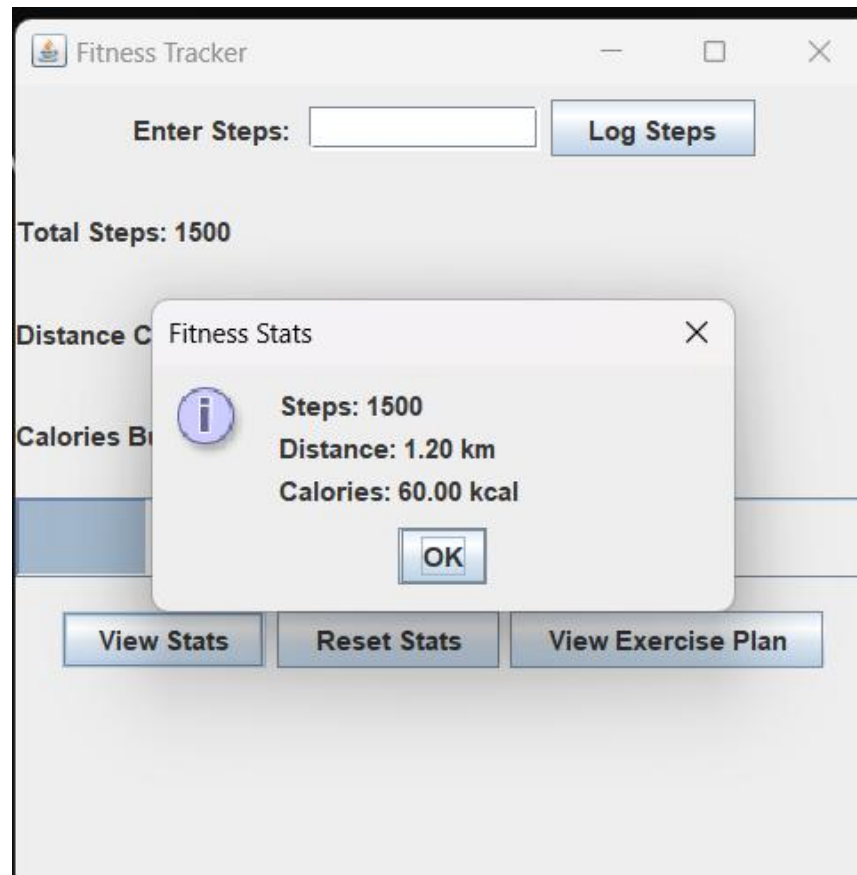 Fitness Tracker
Enter Steps: Log Steps
Total Steps: 1500
Distance C
Fitness Stats
Steps: 1500
Distance: 1.20 km
Calories Bu
Calories: 60.00 kcal
OK
View Stats Reset Stats View Exercise Plan